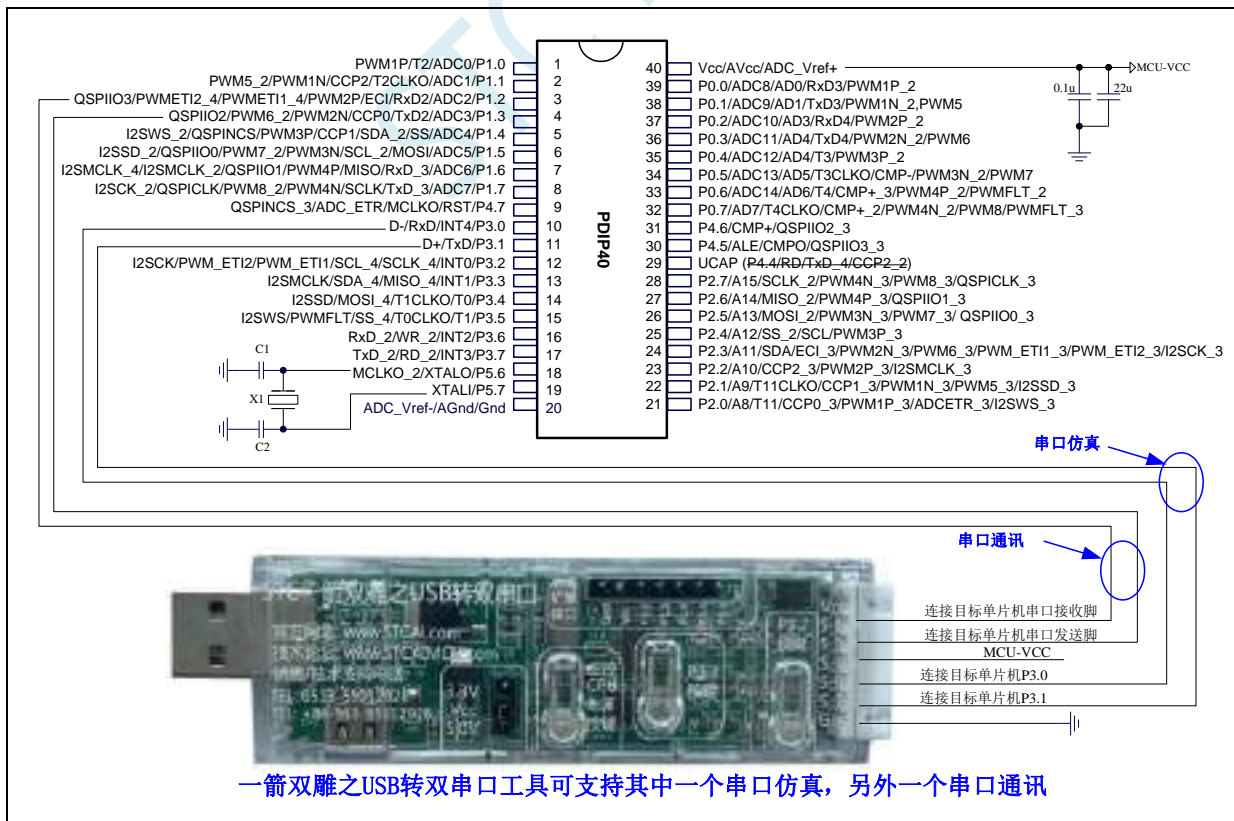 PWM1P/T2/ADC0/P1.0 1
PWM5_2/PWM1N/CCP2/T2CLKO/ADC1/P1.1 2
QSPIIO3/PWMETI2_4/PWMETI1_4/PWM2P/ECI/RxD2/ADC2/P1.2 3
QSPIIO2/PWM6_2/PWM2N/CCP0/TxD2/ADC3/P1.3 4
I2SWS_2/QSPINCS/PWM3P/CCP1/SDA_2/SS/ADC4/P1.4 5
I2SSD_2/QSPIIO0/PWM7_2/PWM3N/SCL_2/MOSI/ADC5/P1.5 6
I2SMCLK_4/I2SMCLK_2/QSPIIO1/PWM4P/MISO/RxD_3/ADC6/P1.6 7
I2SCK_2/QSPICLK/PWM8_2/PWM4N/SCLK/TxD_3/ADC7/P1.7 8
QSPINCS_3/ADC_ETR/MCLKO/RST/P4.7 9
D-/RxD/INT4/P3.0 10
D+/TxD/P3.1 11
I2SCK/PWM_ETI2/PWM_ETI1/SCL_4/SCLK_4/INT0/P3.2 12
I2SMCLK/SDA_4/MISO_4/INT1/P3.3 13
I2SSD/MOSI_4/T1CLKO/T0/P3.4 14
I2SWS/PWMFLT/SS_4/T0CLKO/T1/P3.5 15
RxD_2/WR_2/INT2/P3.6 16
TxD_2/RD_2/INT3/P3.7 17
MCLKO_2/XTALO/P5.6 18
XTALI/P5.7 19
ADC_Vref-/AGnd/Gnd 20
C1
X1
C2
PDIP40
40 Vcc/AVcc/ADC_Vref+
39 P0.0/ADC8/AD0/RxD3/PWM1P_2
38 P0.1/ADC9/AD1/TxD3/PWM1N_2,PWM5
37 P0.2/ADC10/AD3/RxD4/PWM2P_2
36 P0.3/ADC11/AD4/TxD4/PWM2N_2/PWM6
35 P0.4/ADC12/AD4/T3/PWM3P_2
34 P0.5/ADC13/AD5/T3CLKO/CMP-/PWM3N_2/PWM7
33 P0.6/ADC14/AD6/T4/CMP+_3/PWM4P_2/PWMFLT_2
32 P0.7/AD7/T4CLKO/CMP+_2/PWM4N_2/PWM8/PWMFLT_3
31 P4.6/CMP+/QSPIIO2_3
30 P4.5/ALE/CMPO/QSPIIO3_3
29 UCAP (P4.4/RD/TxD_4/CCP2_2)
28 P2.7/A15/SCLK_2/PWM4N_3/PWM8_3/QSPICLK_3
27 P2.6/A14/MISO_2/PWM4P_3/QSPIIO1_3
26 P2.5/A13/MOSI_2/PWM3N_3/PWM7_3/ QSPIIO0_3
25 P2.4/A12/SS_2/SCL/PWM3P_3
24 P2.3/A11/SDA/ECI_3/PWM2N_3/PWM6_3/PWM_ETI1_3/PWM_ETI2_3/I2SCK_3
23 P2.2/A10/CCP2_3/PWM2P_3/I2SMCLK_3
22 P2.1/A9/T11CLKO/CCP1_3/PWM1N_3/PWM5_3/I2SSD_3
21 P2.0/A8/T11/CCP0_3/PWM1P_3/ADCETR_3/I2SWS_3
MCU-VCC
0.1u 22u
串口仿真
串口通讯
一箭双雕之USB转双串口
www.STCAI.com
3.3V
5.0V
连接目标单片机串口接收脚
连接目标单片机串口发送脚
MCU-VCC
连接目标单片机P3.0
连接目标单片机P3.1
一箭双雕之USB转双串口工具可支持其中一个串口仿真，另外一个串口通讯